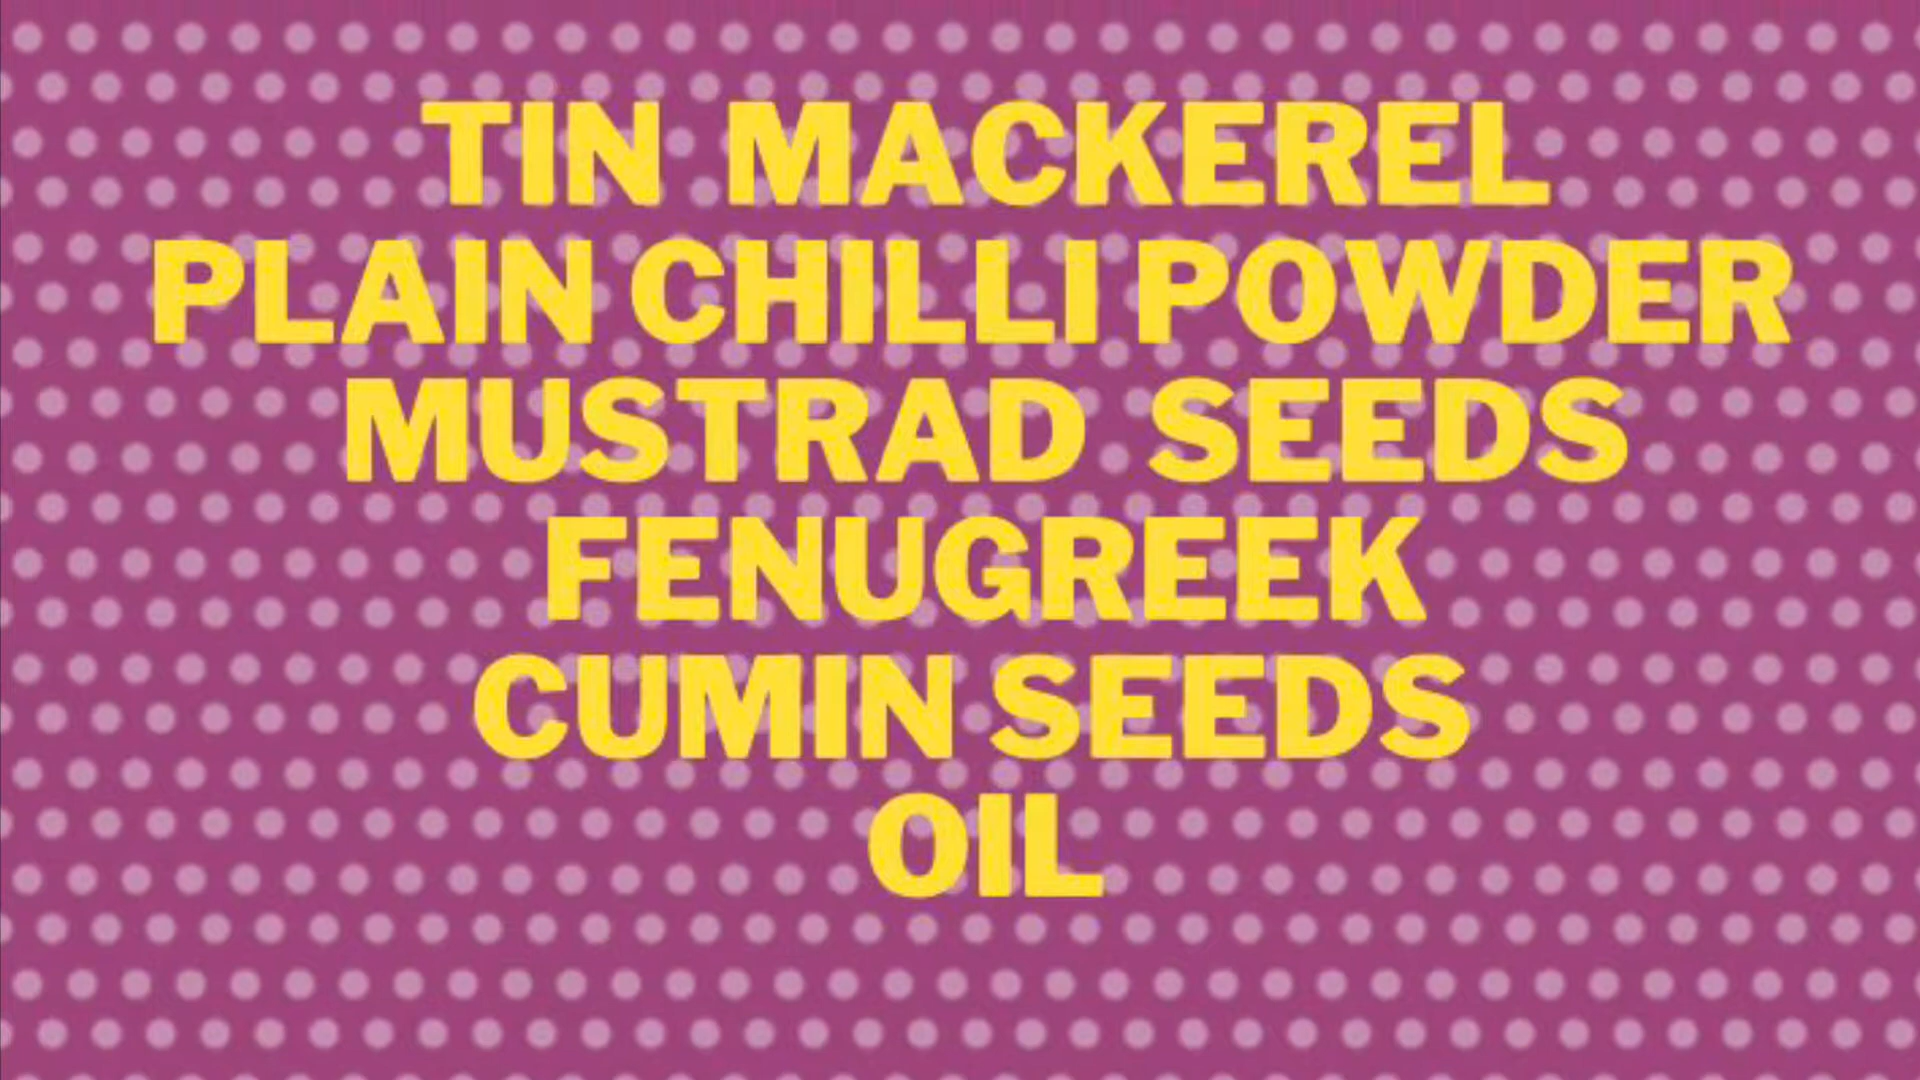 TIN MACKEREL
PLAIN CHILLI POWDER
MUSTRAD SEEDS
FENUGREEK
CUMIN SEEDS
OIL